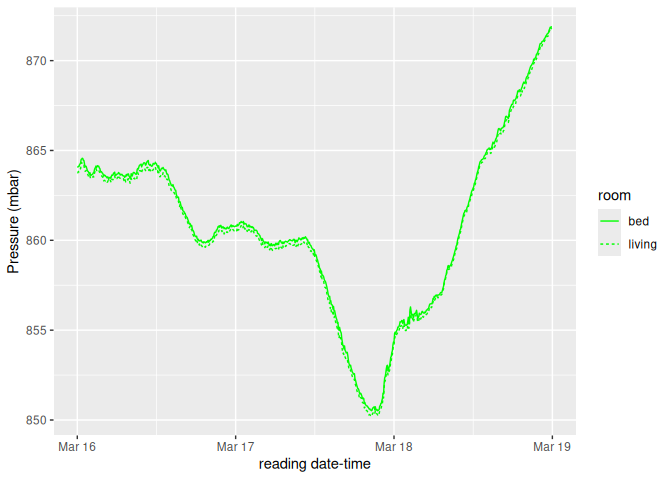 870
865
860
855
850
Pressure (mbar)
Mar 16
Mar 17
Mar 18
Mar 19
reading date-time
room
bed
living